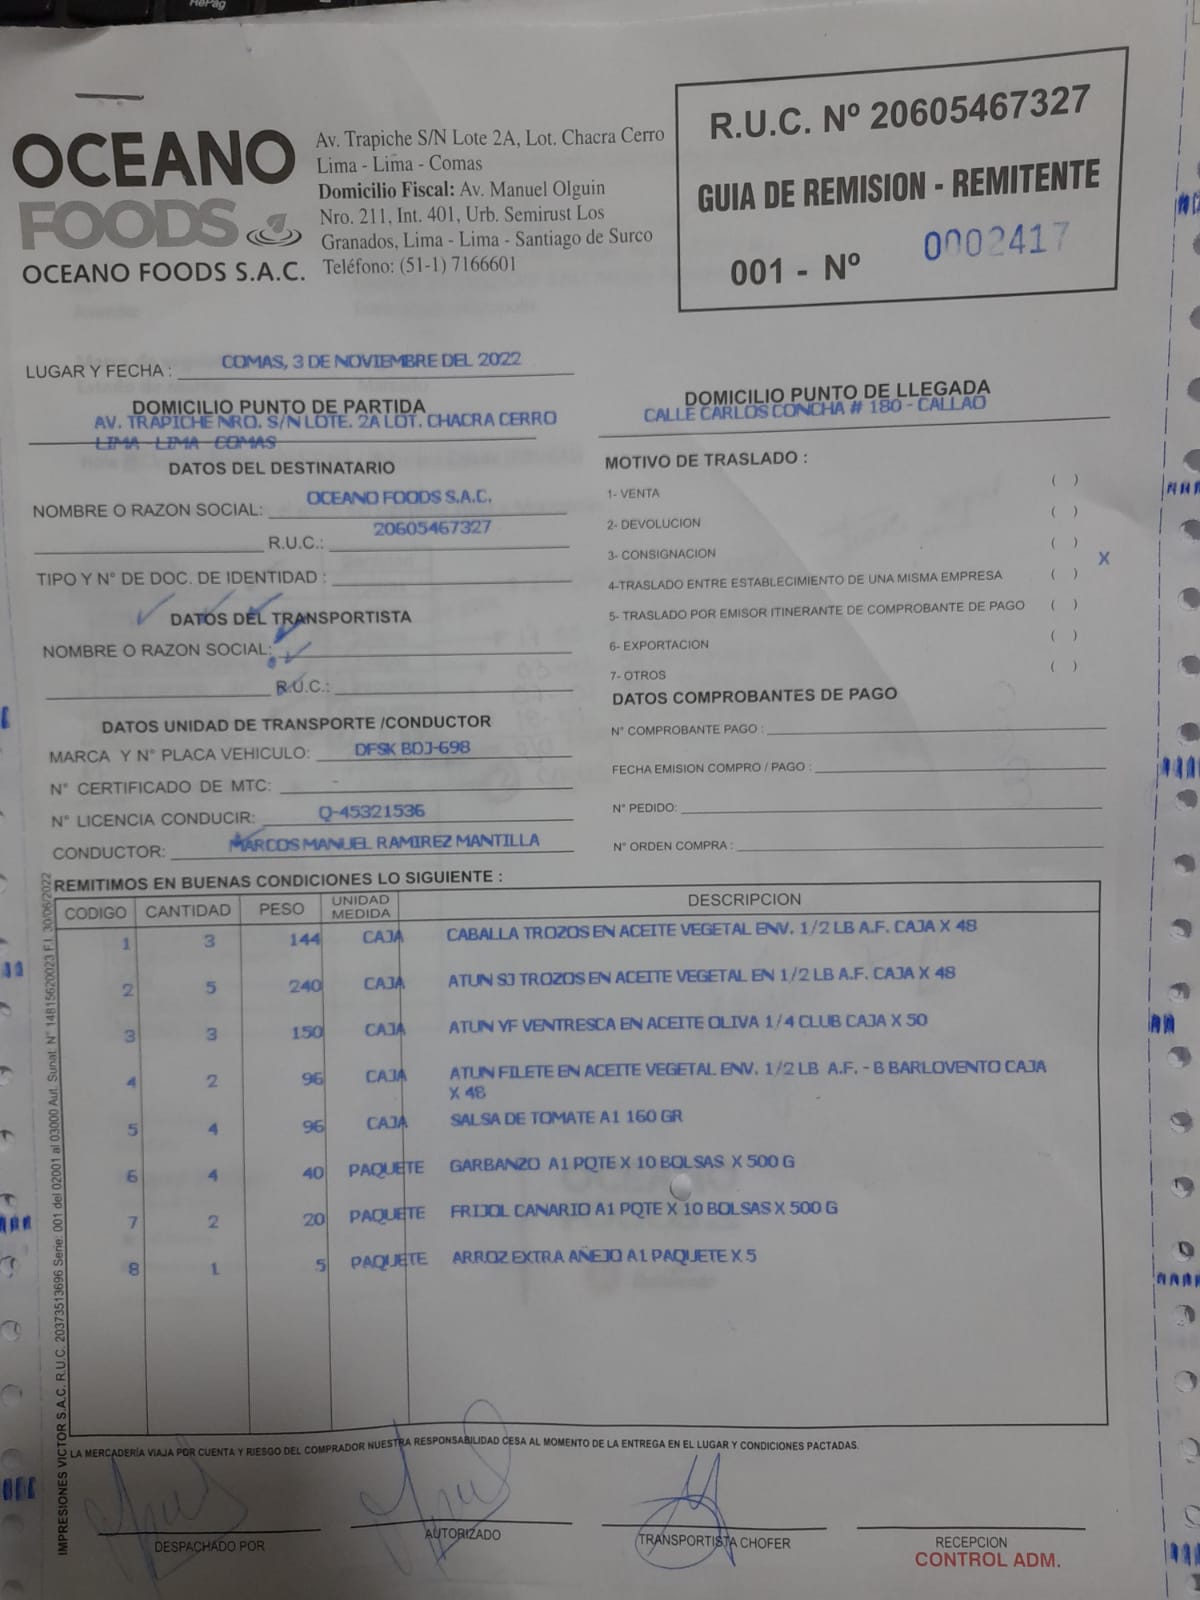 RePag
OCEANO
FOODS
OCEANO FOODS S.A.C.
Av. Trapiche S/N Lote 2A, Lot. Chacra Cerro
Lima - Lima - Comas
Domicilio Fiscal: Av. Manuel Olguin
Nro. 211, Int. 401, Urb. Semirust Los
Granados, Lima - Lima - Santiago de Surco
Teléfono: (51-1) 7166601
R.U.C. Nº 20605467327
GUIA DE REMISION - REMITENTE
001 - Nº 0002417
LUGAR Y FECHA : COMAS, 3 DE NOVIEMBRE DEL 2022
DOMICILIO PUNTO DE PARTIDA
AV. TRAPICHE NRO. S/N LOTE. 2A LOT. CHACRA CERRO
LIMA - LIMA - COMAS
DOMICILIO PUNTO DE LLEGADA
CALLE CARLOS CONCHA # 180 - CALLAO
DATOS DEL DESTINATARIO
NOMBRE O RAZON SOCIAL: OCEANO FOODS S.A.C.
R.U.C.: 20605467327
TIPO Y N° DE DOC. DE IDENTIDAD :
DATOS DEL TRANSPORTISTA
NOMBRE O RAZON SOCIAL:
R.U.C.:
DATOS UNIDAD DE TRANSPORTE /CONDUCTOR
MARCA Y N° PLACA VEHICULO: DFSK BDJ-698
N° CERTIFICADO DE MTC: -
N° LICENCIA CONDUCIR: Q-45321536
CONDUCTOR: MARCOS MANUEL RAMIREZ MANTILLA
MOTIVO DE TRASLADO :
1- VENTA ( )
2- DEVOLUCION ( )
3- CONSIGNACION ( ) X
4-TRASLADO ENTRE ESTABLECIMIENTO DE UNA MISMA EMPRESA ( )
5- TRASLADO POR EMISOR ITINERANTE DE COMPROBANTE DE PAGO ( )
6- EXPORTACION ( )
7- OTROS ( )
DATOS COMPROBANTES DE PAGO
N° COMPROBANTE PAGO :
FECHA EMISION COMPRO / PAGO :
N° PEDIDO:
N° ORDEN COMPRA :
REMITIMOS EN BUENAS CONDICIONES LO SIGUIENTE :
CODIGO CANTIDAD PESO UNIDAD MEDIDA DESCRIPCION
1 3 144 CAJA CABALLA TROZOS EN ACEITE VEGETAL ENV. 1/2 LB A.F. CAJA X 48
2 5 240 CAJA ATUN SJ TROZOS EN ACEITE VEGETAL EN 1/2 LB A.F. CAJA X 48
3 3 150 CAJA ATUN YF VENTRESCA EN ACEITE OLIVA 1/4 CLUB CAJA X 50
4 2 96 CAJA ATUN FILETE EN ACEITE VEGETAL ENV. 1/2 LB A.F. - B BARLOVENTO CAJA
X 48
5 4 96 CAJA SALSA DE TOMATE A1 160 GR
6 4 40 PAQUETE GARBANZO A1 PQTE X 10 BOLSAS X 500 G
7 2 20 PAQUETE FRIJOL CANARIO A1 PQTE X 10 BOLSAS X 500 G
8 1 5 PAQUETE ARROZ EXTRA AÑEJO A1 PAQUETE X 5
IMPRESIONES VICTOR S.A.C. R.U.C. 20373513696 Serie: 001 del 02001 al 03000 Aut. Sunat. N° 14815620023 F.I. 30/06/2022
LA MERCADERÍA VIAJA POR CUENTA Y RIESGO DEL COMPRADOR NUESTRA RESPONSABILIDAD CESA AL MOMENTO DE LA ENTREGA EN EL LUGAR Y CONDICIONES PACTADAS.
DESPACHADO POR
AUTORIZADO
TRANSPORTISTA CHOFER
RECEPCION
CONTROL ADM.